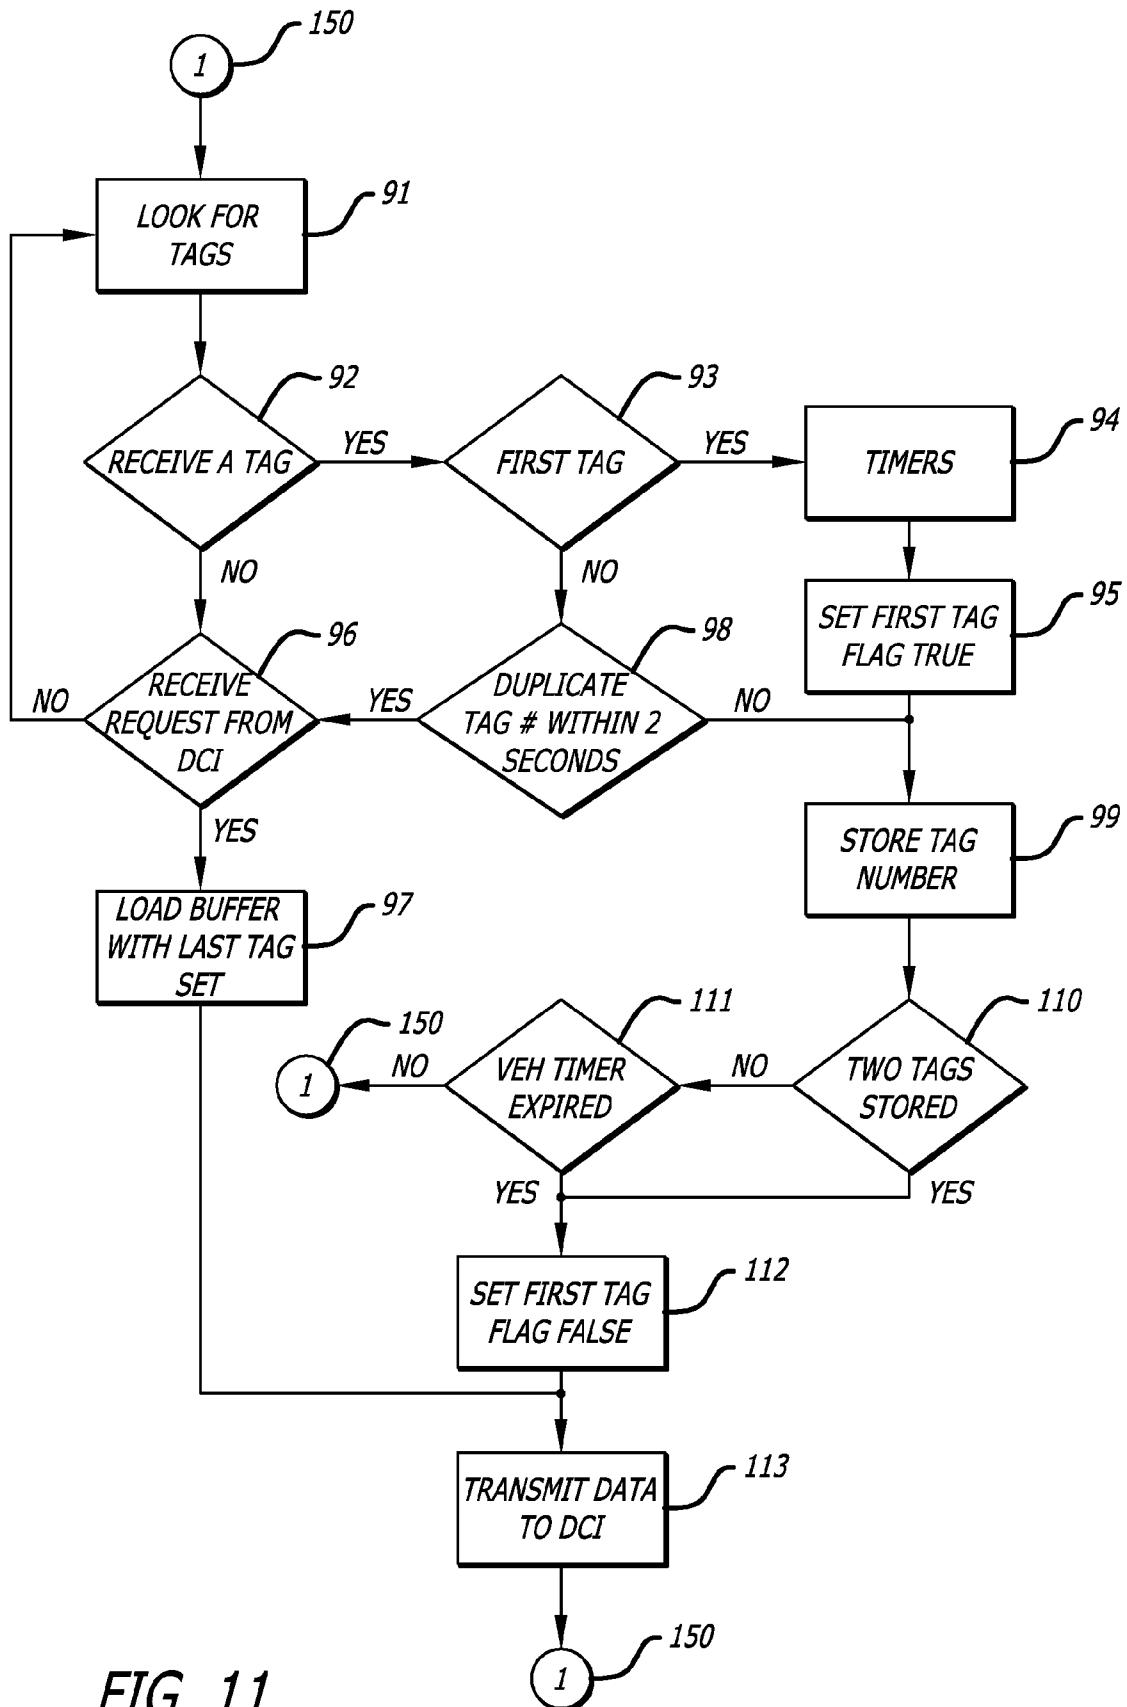 150
1
LOOK FOR
TAGS
91
RECEIVE A TAG
92
YES
NO
FIRST TAG
93
YES
NO
TIMERS
94
SET FIRST TAG
FLAG TRUE
95
RECEIVE
REQUEST FROM
DCI
96
NO
YES
DUPLICATE
TAG # WITHIN 2
SECONDS
98
YES
NO
LOAD BUFFER
WITH LAST TAG
SET
97
STORE TAG
NUMBER
99
TWO TAGS
STORED
110
NO
YES
VEH TIMER
EXPIRED
111
NO
YES
150
1
SET FIRST TAG
FLAG FALSE
112
TRANSMIT DATA
TO DCI
113
150
1
FIG. 11